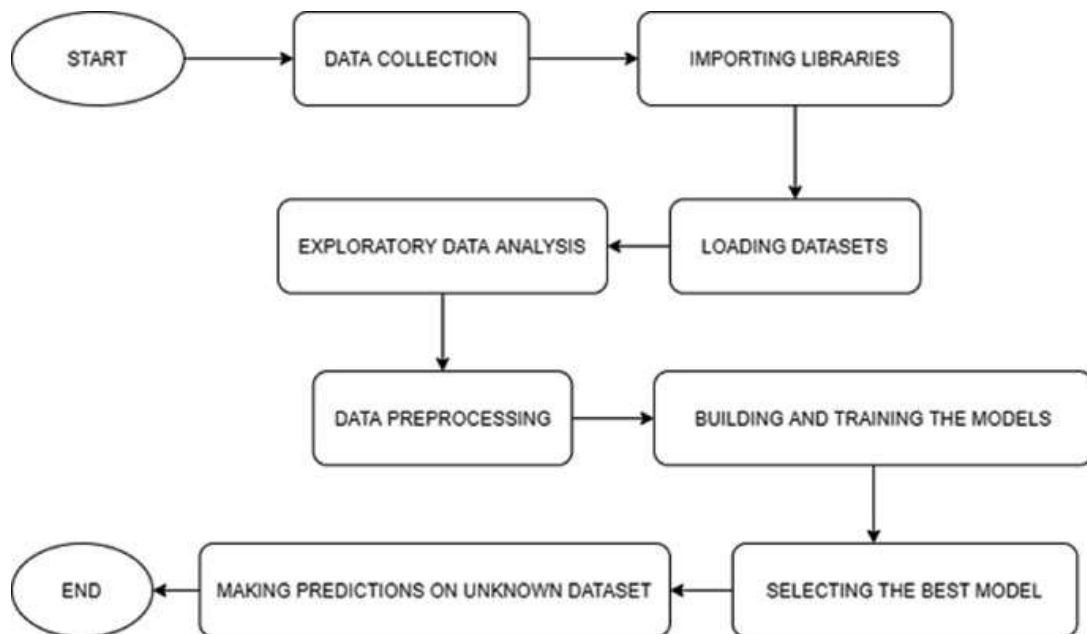 START
DATA COLLECTION
IMPORTING LIBRARIES
LOADING DATASETS
EXPLORATORY DATA ANALYSIS
DATA PREPROCESSING
BUILDING AND TRAINING THE MODELS
SELECTING THE BEST MODEL
MAKING PREDICTIONS ON UNKNOWN DATASET
END